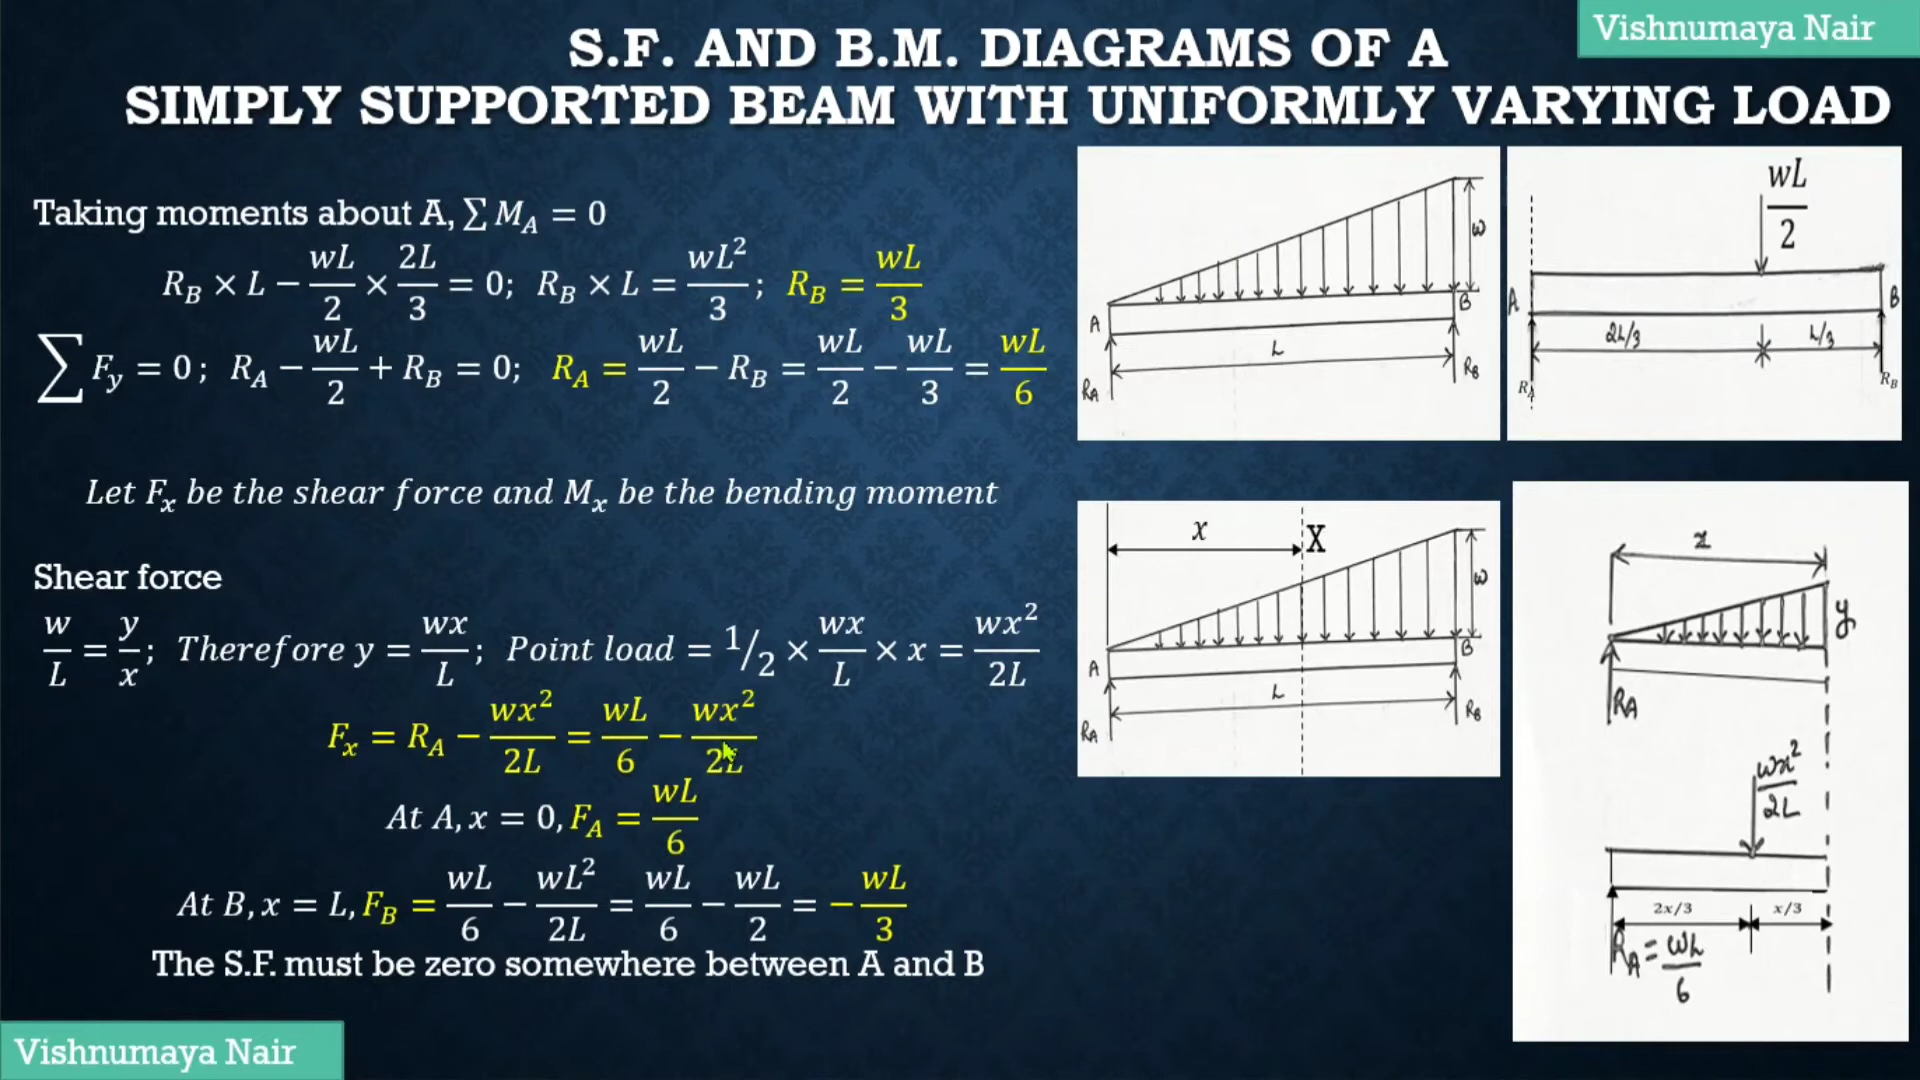 Vishnumaya Nair
S.F. AND B.M. DIAGRAMS OF A
SIMPLY SUPPORTED BEAM WITH UNIFORMLY VARYING LOAD
Taking moments about A, ∑ M_A = 0
R_B × L − wL/2 × 2L/3 = 0; R_B × L = wL²/3; R_B = wL/3
∑ F_y = 0; R_A − wL/2 + R_B = 0; R_A = wL/2 − R_B = wL/2 − wL/3 = wL/6
Let F_x be the shear force and M_x be the bending moment
Shear force
w/L = y/x; Therefore y = wx/L; Point load = 1/2 × wx/L × x = wx²/2L
F_x = R_A − wx²/2L = wL/6 − wx²/2L
At A, x = 0, F_A = wL/6
At B, x = L, F_B = wL/6 − wL²/2L = wL/6 − wL/2 = − wL/3
The S.F. must be zero somewhere between A and B
Vishnumaya Nair
w
A
B
L
R_A
R_B
wL/2
A
B
2L/3
L/3
R_A
R_B
x
X
w
A
B
L
R_A
R_B
x
y
R_A
wx²/2L
2x/3
x/3
R_A = wL/6